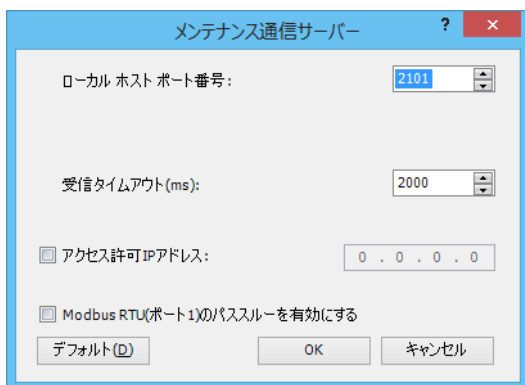 メンテナンス通信サーバー ? ×
ローカル ホスト ポート番号: 2101
受信タイムアウト(ms): 2000
アクセス許可IPアドレス: 0 . 0 . 0 . 0
Modbus RTU(ポート1)のパススルーを有効にする
デフォルト(D) OK キャンセル